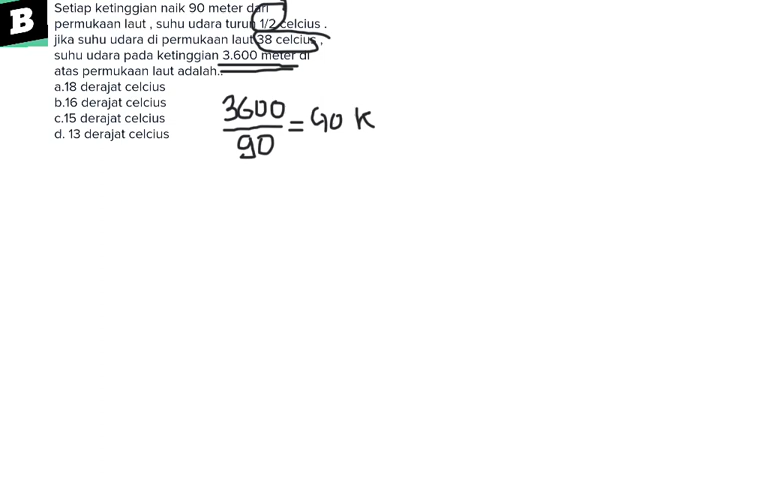 B
Setiap ketinggian naik 90 meter dari
permukaan laut , suhu udara turun 1/2 celcius .
jika suhu udara di permukaan laut 38 celcius ,
suhu udara pada ketinggian 3.600 meter di
atas permukaan laut adalah..
a.18 derajat celcius
b.16 derajat celcius
c.15 derajat celcius
d. 13 derajat celcius
3600
90
= 40 K